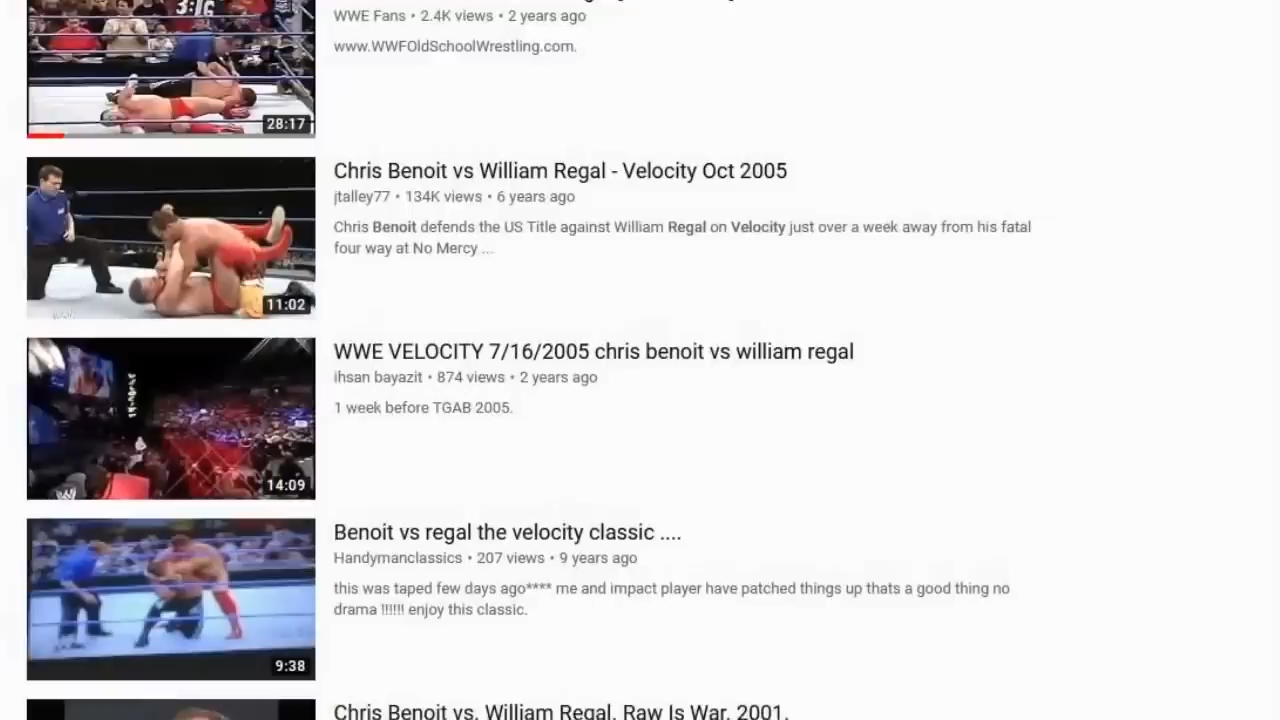 3:16
WWE Fans • 2.4K views • 2 years ago
www.WWFOldSchoolWrestling.com.
28:17
Chris Benoit vs William Regal - Velocity Oct 2005
jtalley77 • 134K views • 6 years ago
Chris Benoit defends the US Title against William Regal on Velocity just over a week away from his fatal
four way at No Mercy ...
11:02
WWE VELOCITY 7/16/2005 chris benoit vs william regal
ihsan bayazit • 874 views • 2 years ago
1 week before TGAB 2005.
14:09
Benoit vs regal the velocity classic ....
Handymanclassics • 207 views • 9 years ago
this was taped few days ago**** me and impact player have patched things up thats a good thing no
drama !!!!!! enjoy this classic.
9:38
Chris Benoit vs. William Regal. Raw Is War. 2001.